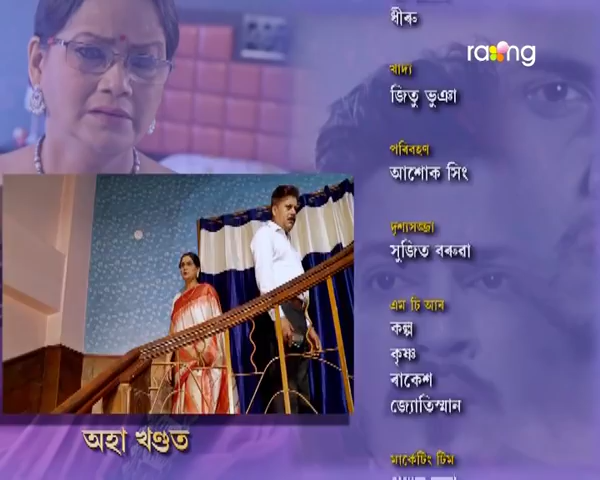 ধীৰু
rang
খাদ্য
জিতু ভূঞা
পৰিবহণ
আশোক সিং
দৃশ্যসজ্জা
সুজিত বৰুৱা
এম চি আৰ
কল্প
কৃষ্ণ
ৰাকেশ
জ্যোতিস্মান
অহা খণ্ডত
মাৰ্কেটিং টিম